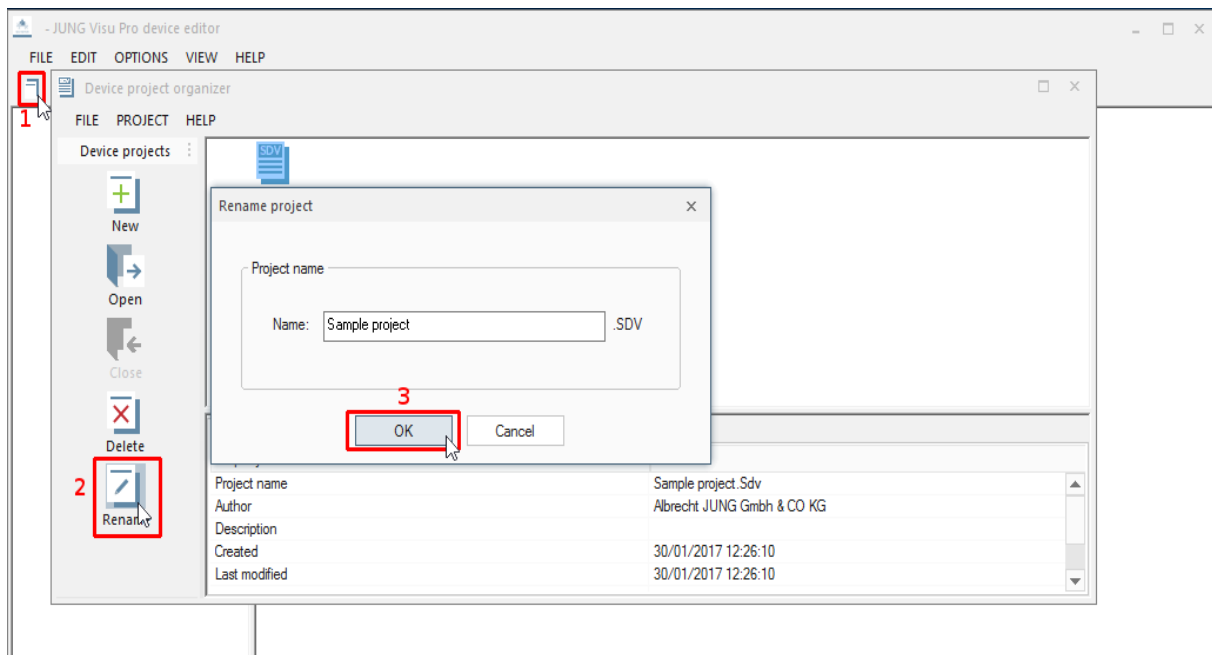 - JUNG Visu Pro device editor
FILE EDIT OPTIONS VIEW HELP
Device project organizer
1
FILE PROJECT HELP
Device projects
SDV
New
Rename project
Open
Project name
Name: Sample project .SDV
Close
3
OK Cancel
Delete
2
Rename
Project name Sample project.Sdv
Author Albrecht JUNG Gmbh & CO KG
Description
Created 30/01/2017 12:26:10
Last modified 30/01/2017 12:26:10